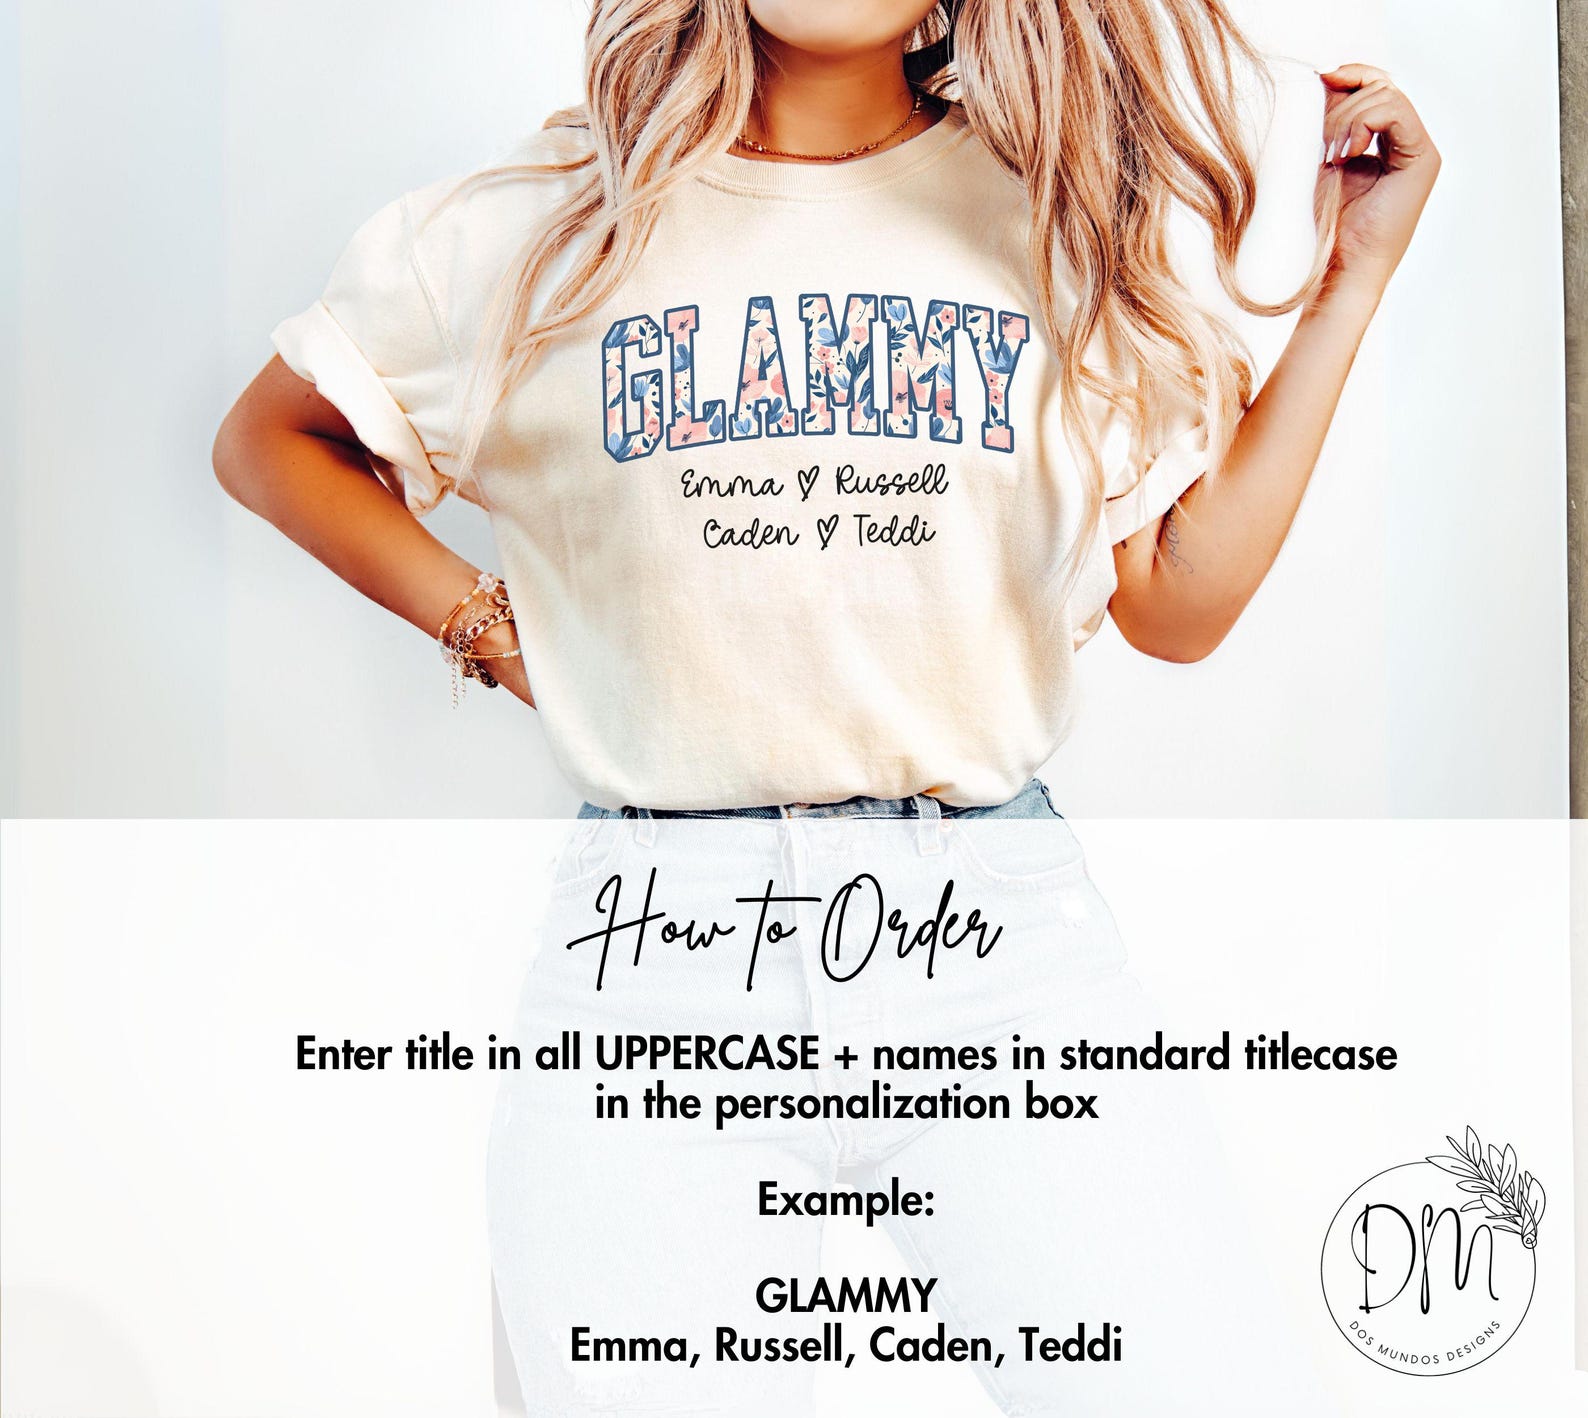 GLAMMY
Emma ♡ Russell
Caden ♡ Teddi
How to Order
Enter title in all UPPERCASE + names in standard titlecase
in the personalization box
Example:
GLAMMY
Emma, Russell, Caden, Teddi
DM
DOS MUNDOS DESIGNS